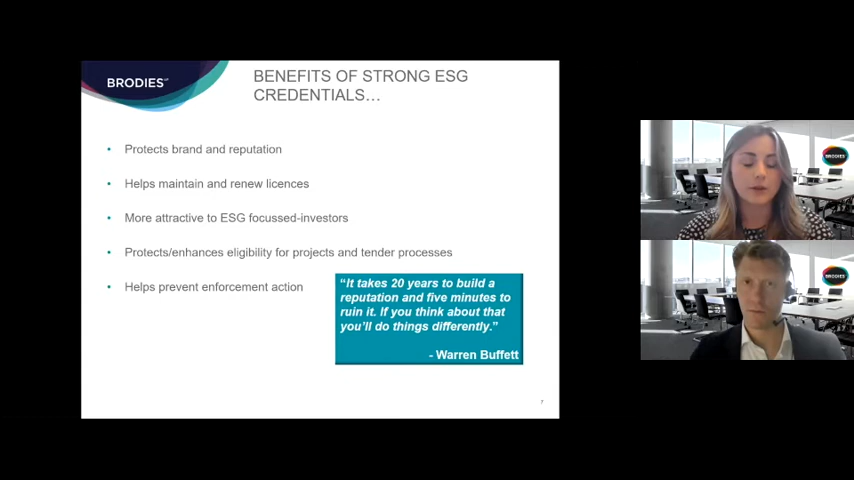 BRODIES LLP
BENEFITS OF STRONG ESG
CREDENTIALS…
• Protects brand and reputation
• Helps maintain and renew licences
• More attractive to ESG focussed-investors
• Protects/enhances eligibility for projects and tender processes
• Helps prevent enforcement action
“It takes 20 years to build a
reputation and five minutes to
ruin it. If you think about that
you’ll do things differently.”
- Warren Buffett
7
BRODIES
BRODIES